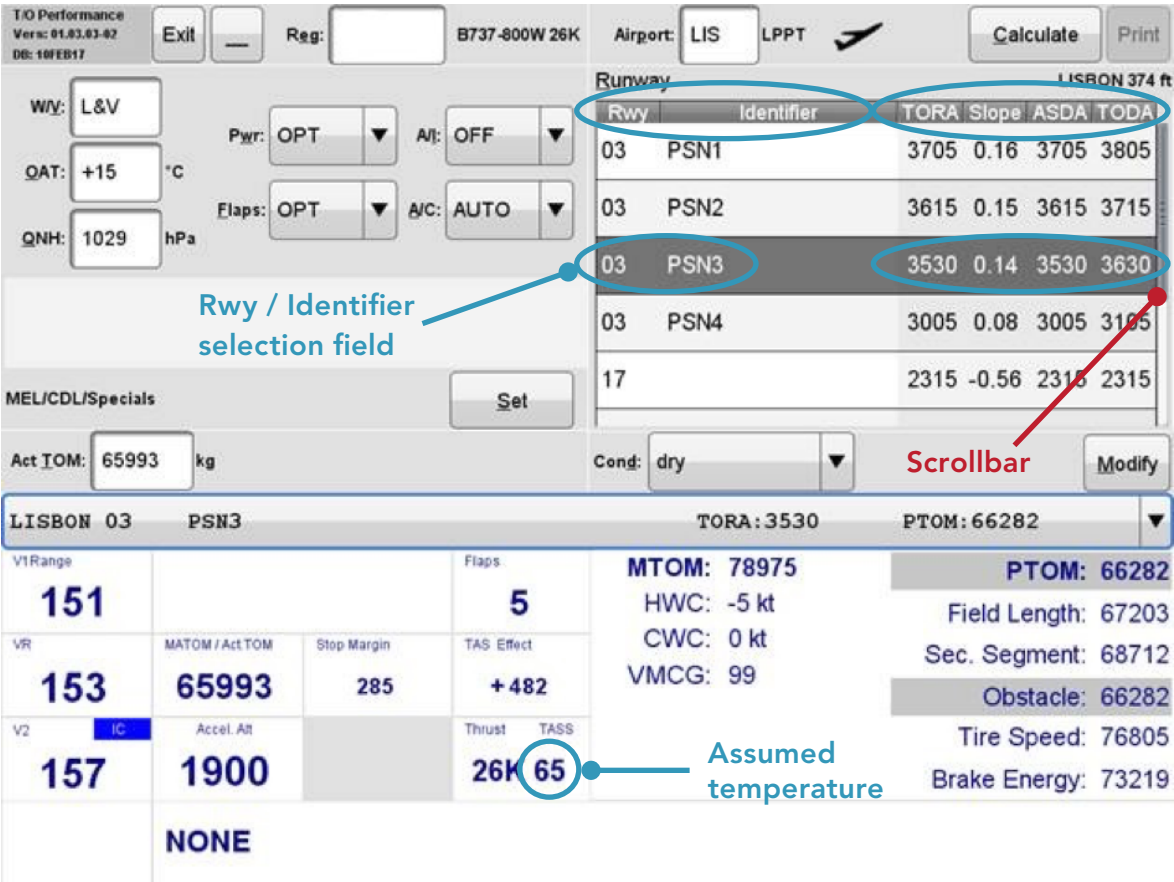 T/O Performance
Vers: 01.03.03-02
DB: 10FEB17
Exit
_
Reg:
B737-800W 26K
Airport: LIS LPPT
Calculate
Print
W/V: L&V
OAT: +15 °C
QNH: 1029 hPa
Pwr: OPT
A/I: OFF
Flaps: OPT
A/C: AUTO
Rwy / Identifier
selection field
MEL/CDL/Specials
Set
Runway
LISBON 374 ft
Rwy Identifier TORA Slope ASDA TODA
03 PSN1 3705 0.16 3705 3805
03 PSN2 3615 0.15 3615 3715
03 PSN3 3530 0.14 3530 3630
03 PSN4 3005 0.08 3005 3105
17 2315 -0.56 2315 2315
Scrollbar
Act TOM: 65993 kg
Cond: dry
Modify
LISBON 03 PSN3 TORA:3530 PTOM:66282
V1Range
151
Flaps
5
VR
153
MATOM / Act TOM
65993
Stop Margin
285
TAS Effect
+482
V2 IC
157
Accel. Alt
1900
Thrust TASS
26K 65
NONE
MTOM: 78975
HWC: -5 kt
CWC: 0 kt
VMCG: 99
Assumed
temperature
PTOM: 66282
Field Length: 67203
Sec. Segment: 68712
Obstacle: 66282
Tire Speed: 76805
Brake Energy: 73219